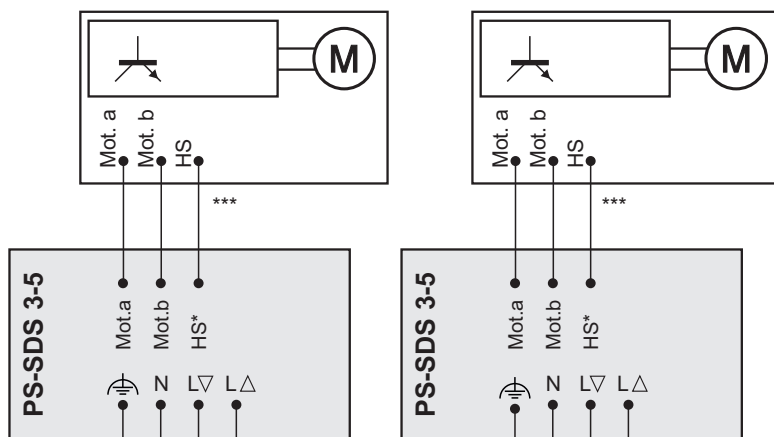 M
Mot. a
Mot. b
HS
***
PS-SDS 3-5
Mot.a
Mot.b
HS*
N
L▽
L△
M
Mot. a
Mot. b
HS
***
PS-SDS 3-5
Mot.a
Mot.b
HS*
N
L▽
L△